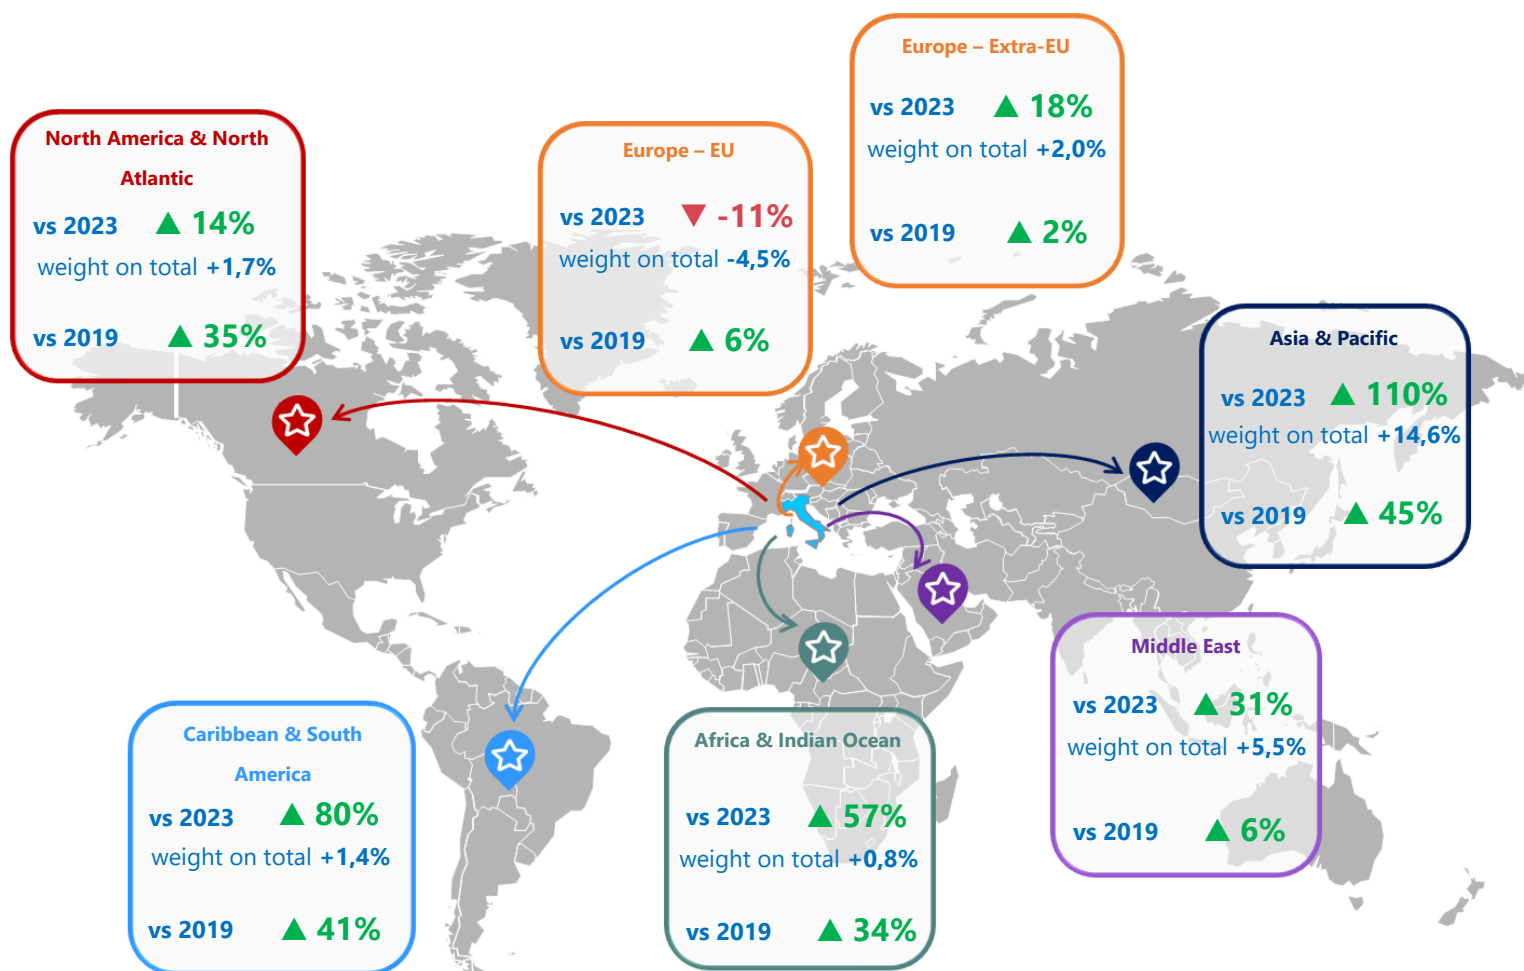 Europe – Extra-EU
vs 2023 ▲ 18%
weight on total +2,0%
vs 2019 ▲ 2%
North America & North
Atlantic
vs 2023 ▲ 14%
weight on total +1,7%
vs 2019 ▲ 35%
Europe – EU
vs 2023 ▼ -11%
weight on total -4,5%
vs 2019 ▲ 6%
Asia & Pacific
vs 2023 ▲ 110%
weight on total +14,6%
vs 2019 ▲ 45%
Middle East
vs 2023 ▲ 31%
weight on total +5,5%
vs 2019 ▲ 6%
Caribbean & South
America
vs 2023 ▲ 80%
weight on total +1,4%
vs 2019 ▲ 41%
Africa & Indian Ocean
vs 2023 ▲ 57%
weight on total +0,8%
vs 2019 ▲ 34%